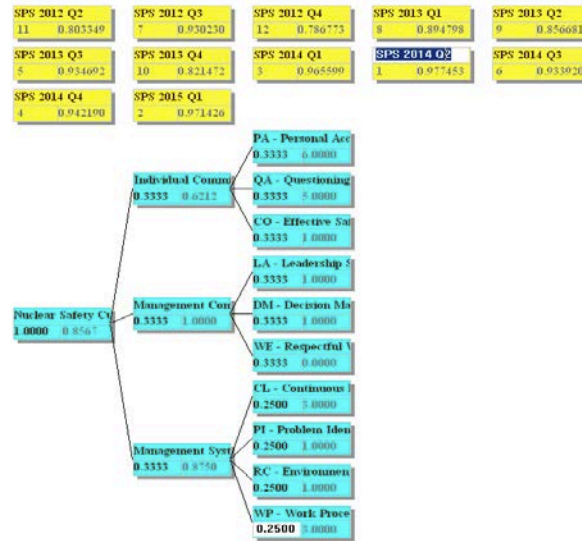 SPS 2012 Q2
11 0.803349
SPS 2012 Q3
7 0.930230
SPS 2012 Q4
12 0.786773
SPS 2013 Q1
8 0.894798
SPS 2013 Q2
9 0.856681
SPS 2013 Q3
5 0.934692
SPS 2013 Q4
10 0.821472
SPS 2014 Q1
3 0.965599
SPS 2014 Q2
1 0.977453
SPS 2014 Q3
6 0.933920
SPS 2014 Q4
4 0.942190
SPS 2015 Q1
2 0.971426
Nuclear Safety Cu
1.0000 0.8567
Individual Commi
0.3333 0.6212
PA - Personal Acc
0.3333 6.0000
QA - Questioning
0.3333 5.0000
CO - Effective Saf
0.3333 1.0000
Management Com
0.3333 1.0000
LA - Leadership S
0.3333 1.0000
DM - Decision Ma
0.3333 1.0000
WE - Respectful W
0.3333 0.0000
Management Syst
0.3333 0.8750
CL - Continuous
0.2500 3.0000
PI - Problem Iden
0.2500 1.0000
RC - Environmen
0.2500 1.0000
WP - Work Proce
0.2500 3.0000